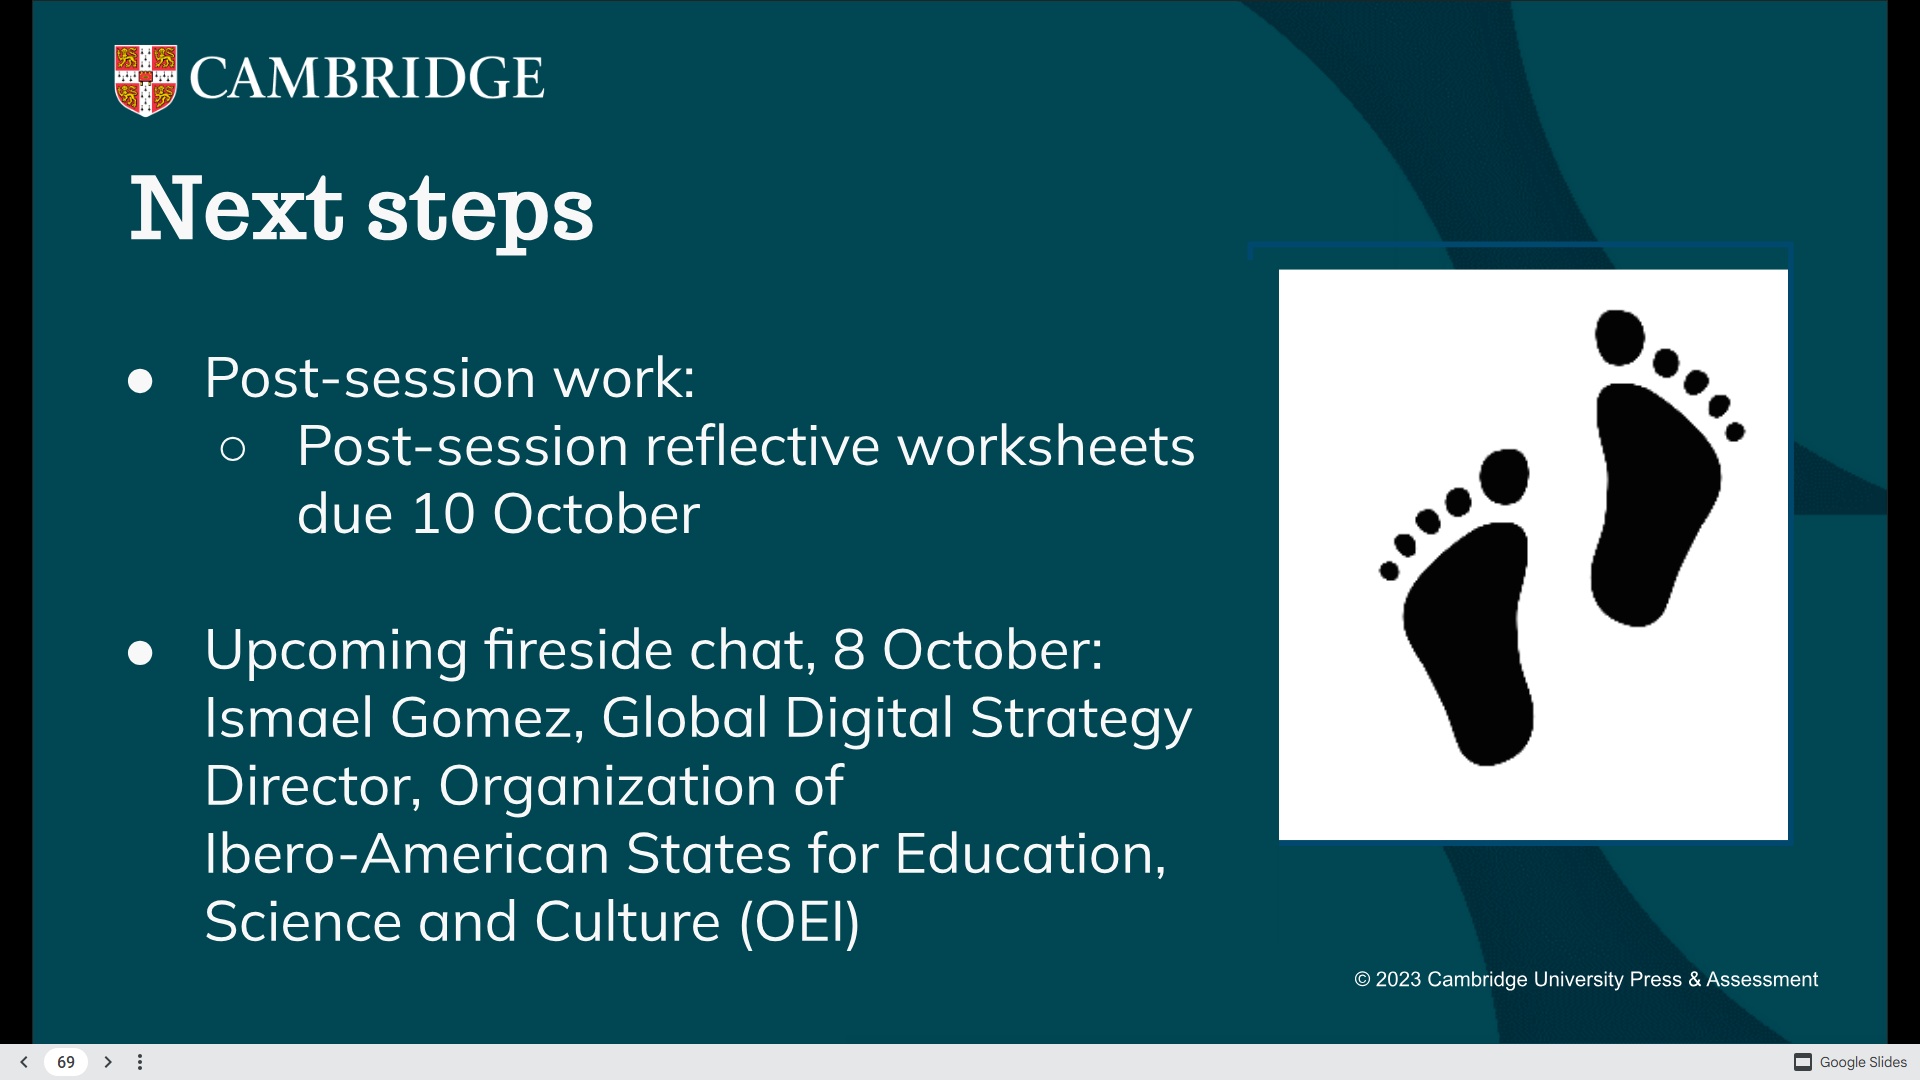 CAMBRIDGE
Next steps
● Post-session work:
○ Post-session reflective worksheets
due 10 October
● Upcoming fireside chat, 8 October:
Ismael Gomez, Global Digital Strategy
Director, Organization of
Ibero-American States for Education,
Science and Culture (OEI)
© 2023 Cambridge University Press & Assessment
69
Google Slides